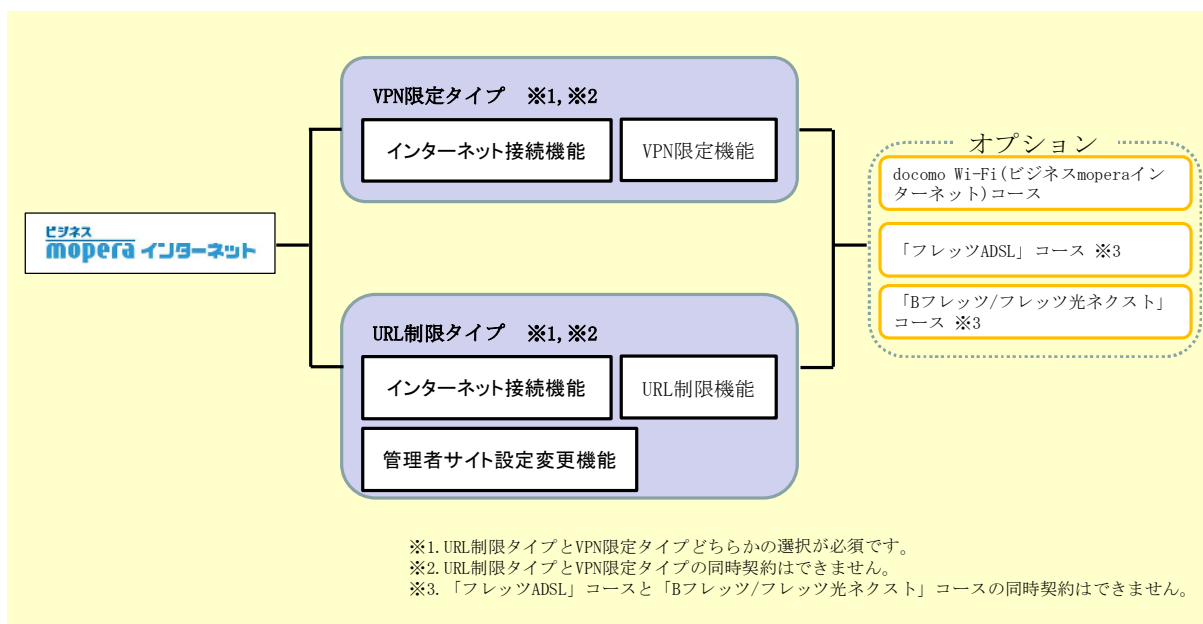 VPN限定タイプ ※1,※2
インターネット接続機能
VPN限定機能
オプション
docomo Wi-Fi(ビジネスmoperaイン
ターネット)コース
「フレッツADSL」コース ※3
「Bフレッツ/フレッツ光ネクスト」
コース ※3
ビジネス
mopera インターネット
URL制限タイプ ※1,※2
インターネット接続機能
URL制限機能
管理者サイト設定変更機能
※1.URL制限タイプとVPN限定タイプどちらかの選択が必須です。
※2.URL制限タイプとVPN限定タイプの同時契約はできません。
※3.「フレッツADSL」コースと「Bフレッツ/フレッツ光ネクスト」コースの同時契約はできません。